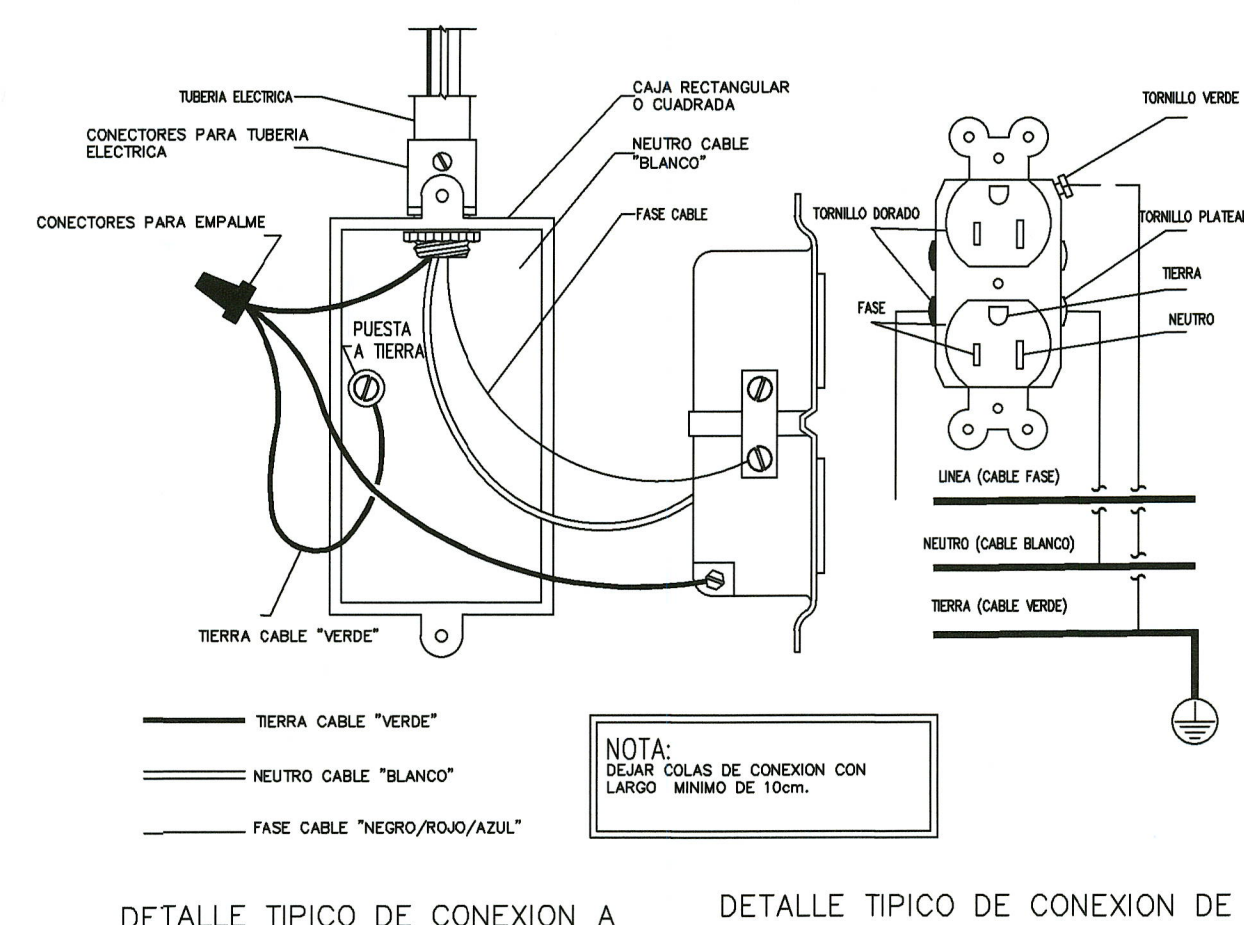 TUBERIA ELECTRICA
CONECTORES PARA TUBERIA
ELECTRICA
CONECTORES PARA EMPALME
CAJA RECTANGULAR
O CUADRADA
NEUTRO CABLE
"BLANCO"
FASE CABLE
PUESTA
A TIERRA
TIERRA CABLE "VERDE"
TORNILLO VERDE
TORNILLO DORADO
TORNILLO PLATEA
TIERRA
FASE
NEUTRO
LINEA (CABLE FASE)
NEUTRO (CABLE BLANCO)
TIERRA (CABLE VERDE)
TIERRA CABLE "VERDE"
NEUTRO CABLE "BLANCO"
FASE CABLE "NEGRO/ROJO/AZUL"
NOTA:
DEJAR COLAS DE CONEXION CON
LARGO MINIMO DE 10cm.
DETALLE TIPICO DE CONEXION A
DETALLE TIPICO DE CONEXION DE